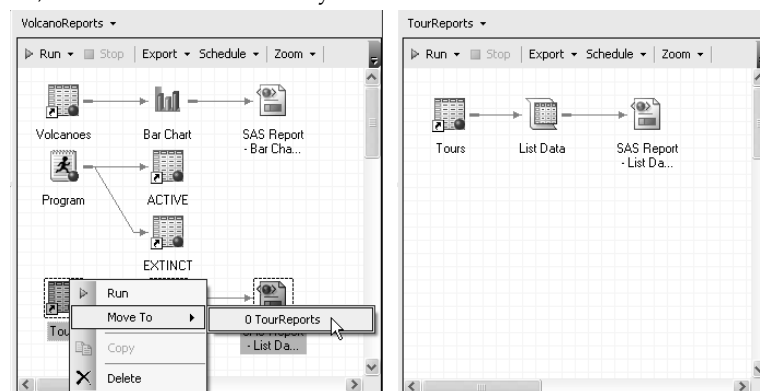 VolcanoReports
Run Stop Export Schedule Zoom
Volcanoes Bar Chart SAS Report - Bar Cha...
Program ACTIVE
EXTINCT
Run
Move To 0 TourReports
Tou
- List Da...
Copy
Delete
TourReports
Run Stop Export Schedule Zoom
Tours List Data SAS Report - List Da...